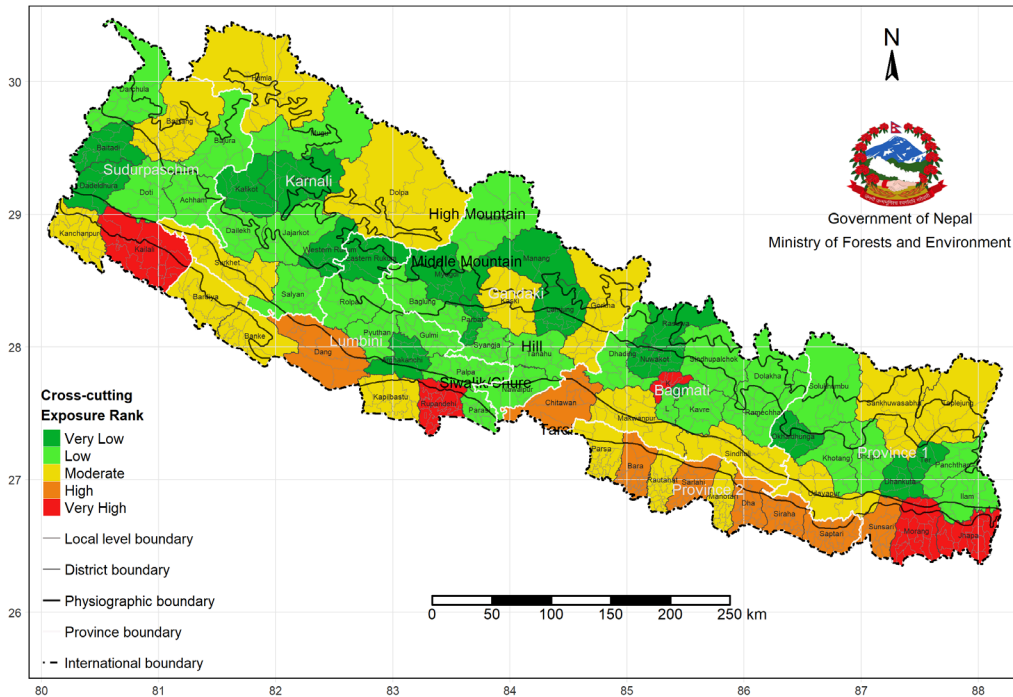 N
Government of Nepal
Ministry of Forests and Environment
30
29
28
27
26
80
81
82
83
84
85
86
87
88
Humla
Darchula
Bajhang
Bajura
Mugu
Baitadi
Sudurpaschim
Dadeldhura
Doti
Achham
Kalikot
Karnali
Dolpa
High Mountain
Kanchanpur
Kailali
Dailekh
Jajarkot
Western Rukum
Eastern Rukum
Middle Mountain
Manang
Surkhet
Myagdi
Gandaki
Kaski
Lamjung
Gorkha
Bardiya
Salyan
Rolpa
Baglung
Parbat
Banke
Dang
Lumbini
Pyuthan
Gulmi
Syangja
Hill
Tanahu
Arghakhanchi
Palpa
Siwalik/Chure
Nawalpur
Kapilbastu
Rupandehi
Parasi
Chitawan
Tarai
Dhading
Rasuwa
Nuwakot
Sindhupalchok
Dolakha
Bagmati
L
Kavre
Ramechhap
Makwanpur
Sindhuli
Parsa
Bara
Rautahat
Sarlahi
Province 2
Dha
Siraha
Saptari
Solukhumbu
Sankhuwasabha
Taplejung
Okhaldhunga
Khotang
Province 1
Ter
Panchthar
Dhankuta
Ilam
Udayapur
Sunsari
Morang
Jhapa
Cross-cutting
Exposure Rank
Very Low
Low
Moderate
High
Very High
Local level boundary
District boundary
Physiographic boundary
Province boundary
International boundary
0 50 100 150 200 250 km